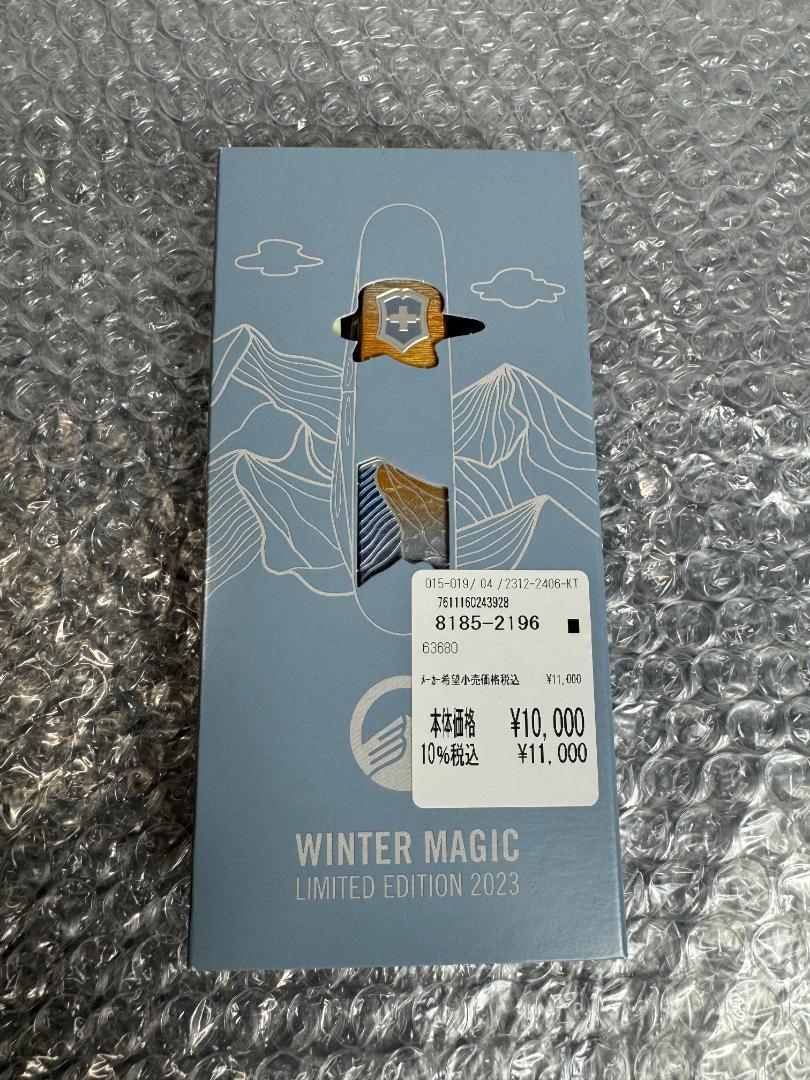 015-019/ 04 /2312-2406-KT
7611160243928
8185-2196 ■
63680
ﾒｰｶｰ希望小売価格税込 ¥11,000
本体価格 ¥10,000
10%税込 ¥11,000
WINTER MAGIC
LIMITED EDITION 2023